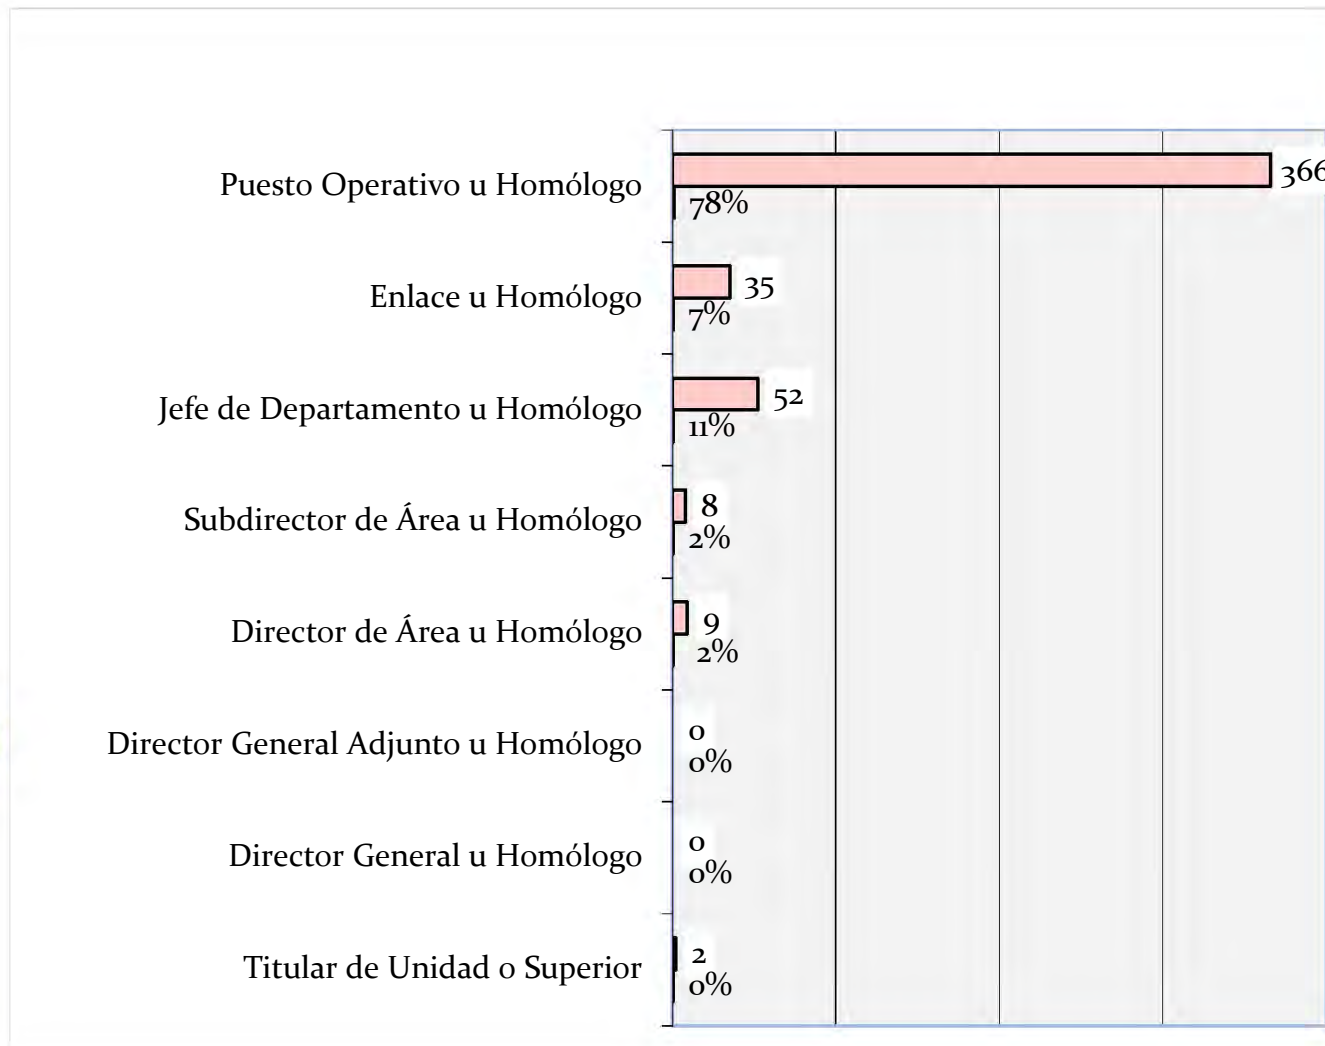 Puesto Operativo u Homólogo
366
78%
Enlace u Homólogo
35
7%
Jefe de Departamento u Homólogo
52
11%
Subdirector de Área u Homólogo
8
2%
Director de Área u Homólogo
9
2%
Director General Adjunto u Homólogo
0
0%
Director General u Homólogo
0
0%
Titular de Unidad o Superior
2
0%